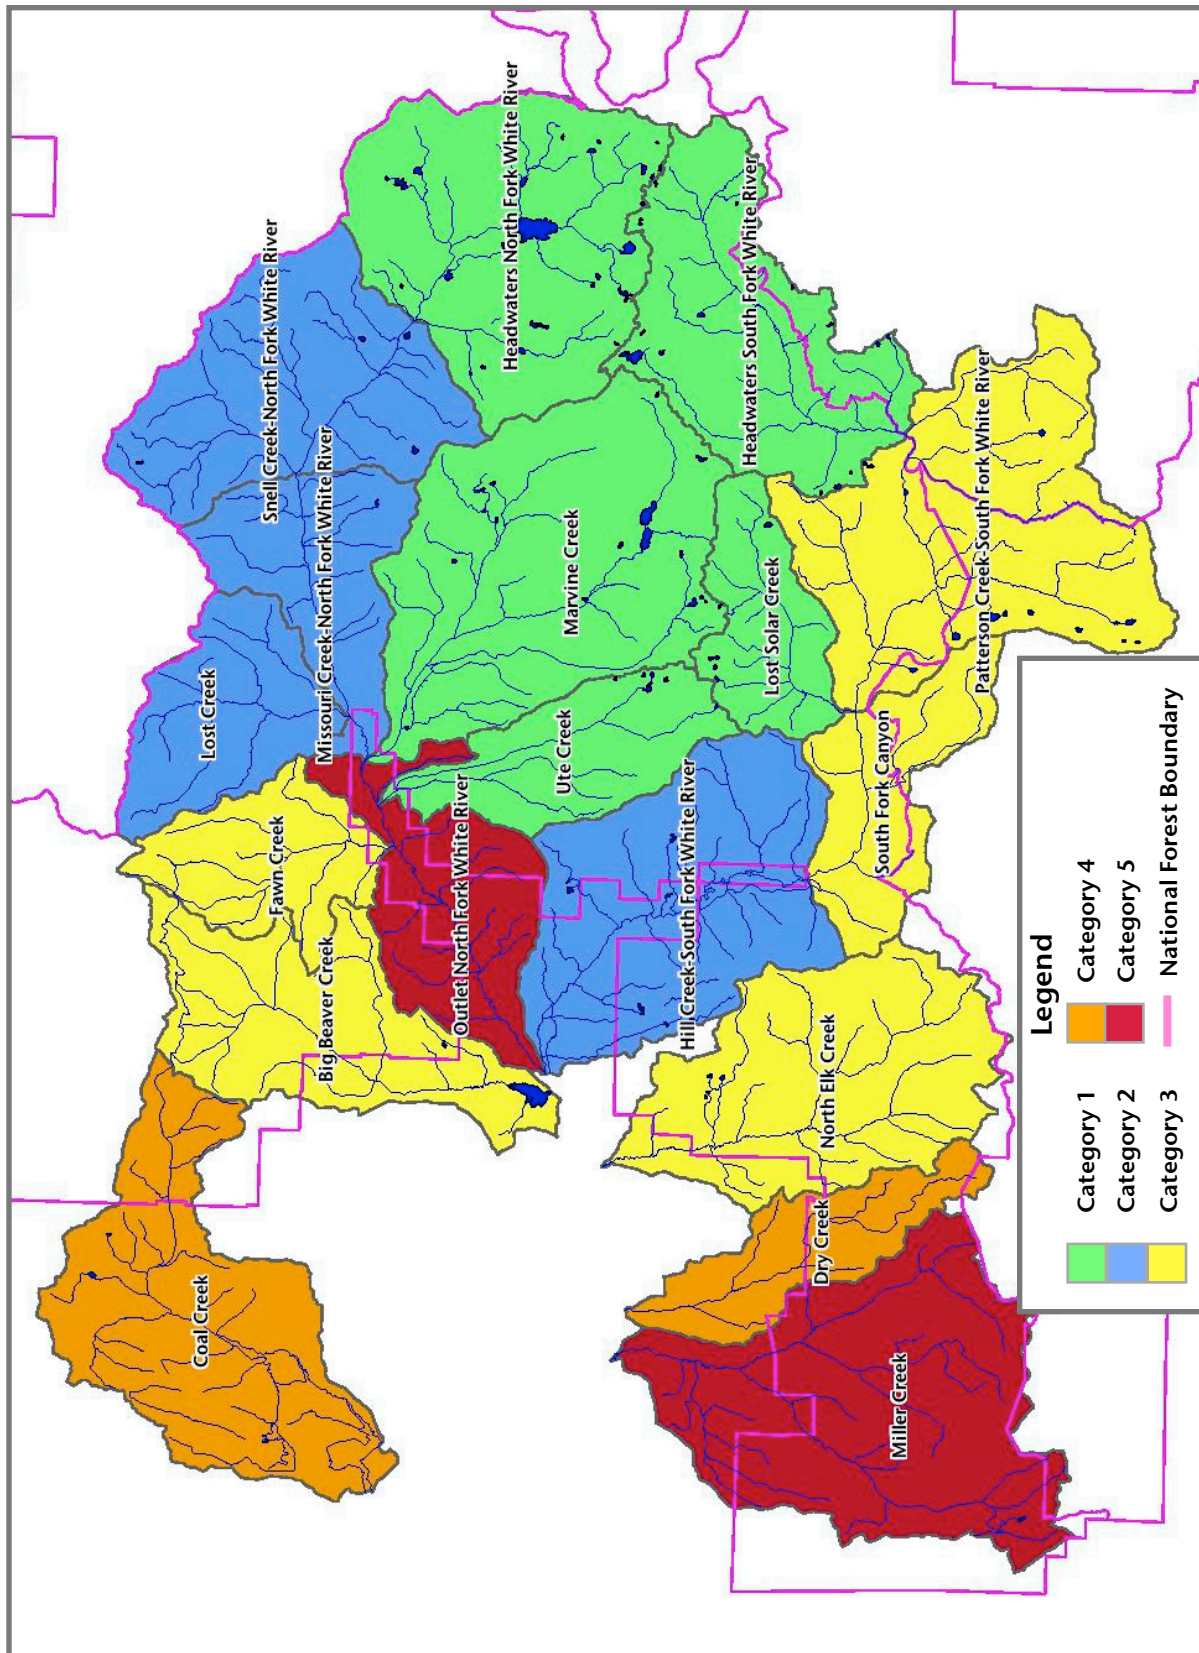 Coal Creek
Big Beaver Creek
Fawn Creek
Lost Creek
Missouri Creek-North Fork White River
Snell Creek-North Fork White River
Outlet North Fork White River
Headwaters North Fork White River
Ute Creek
Marvine Creek
Hill Creek-South Fork White River
Lost Solar Creek
Headwaters South Fork White River
Dry Creek
North Elk Creek
Miller Creek
South Fork Canyon
Patterson Creek-South Fork White River
Legend
Category 1
Category 2
Category 3
Category 4
Category 5
National Forest Boundary